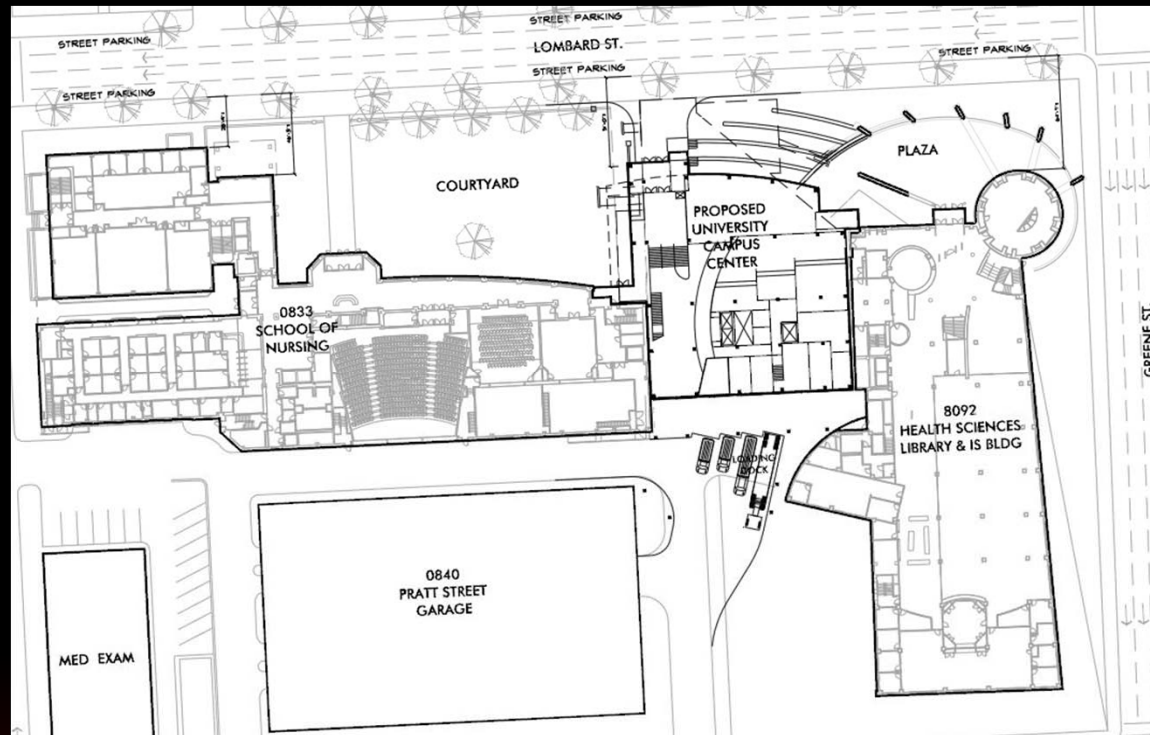 STREET PARKING
STREET PARKING
LOMBARD ST.
STREET PARKING
STREET PARKING
STREET PARKING
PLAZA
COURTYARD
PROPOSED
UNIVERSITY
CAMPUS
CENTER
0833
SCHOOL OF
NURSING
GREENE ST.
8092
HEALTH SCIENCES
LIBRARY & IS BLDG
LOADING
DOCK
0840
PRATT STREET
GARAGE
MED EXAM